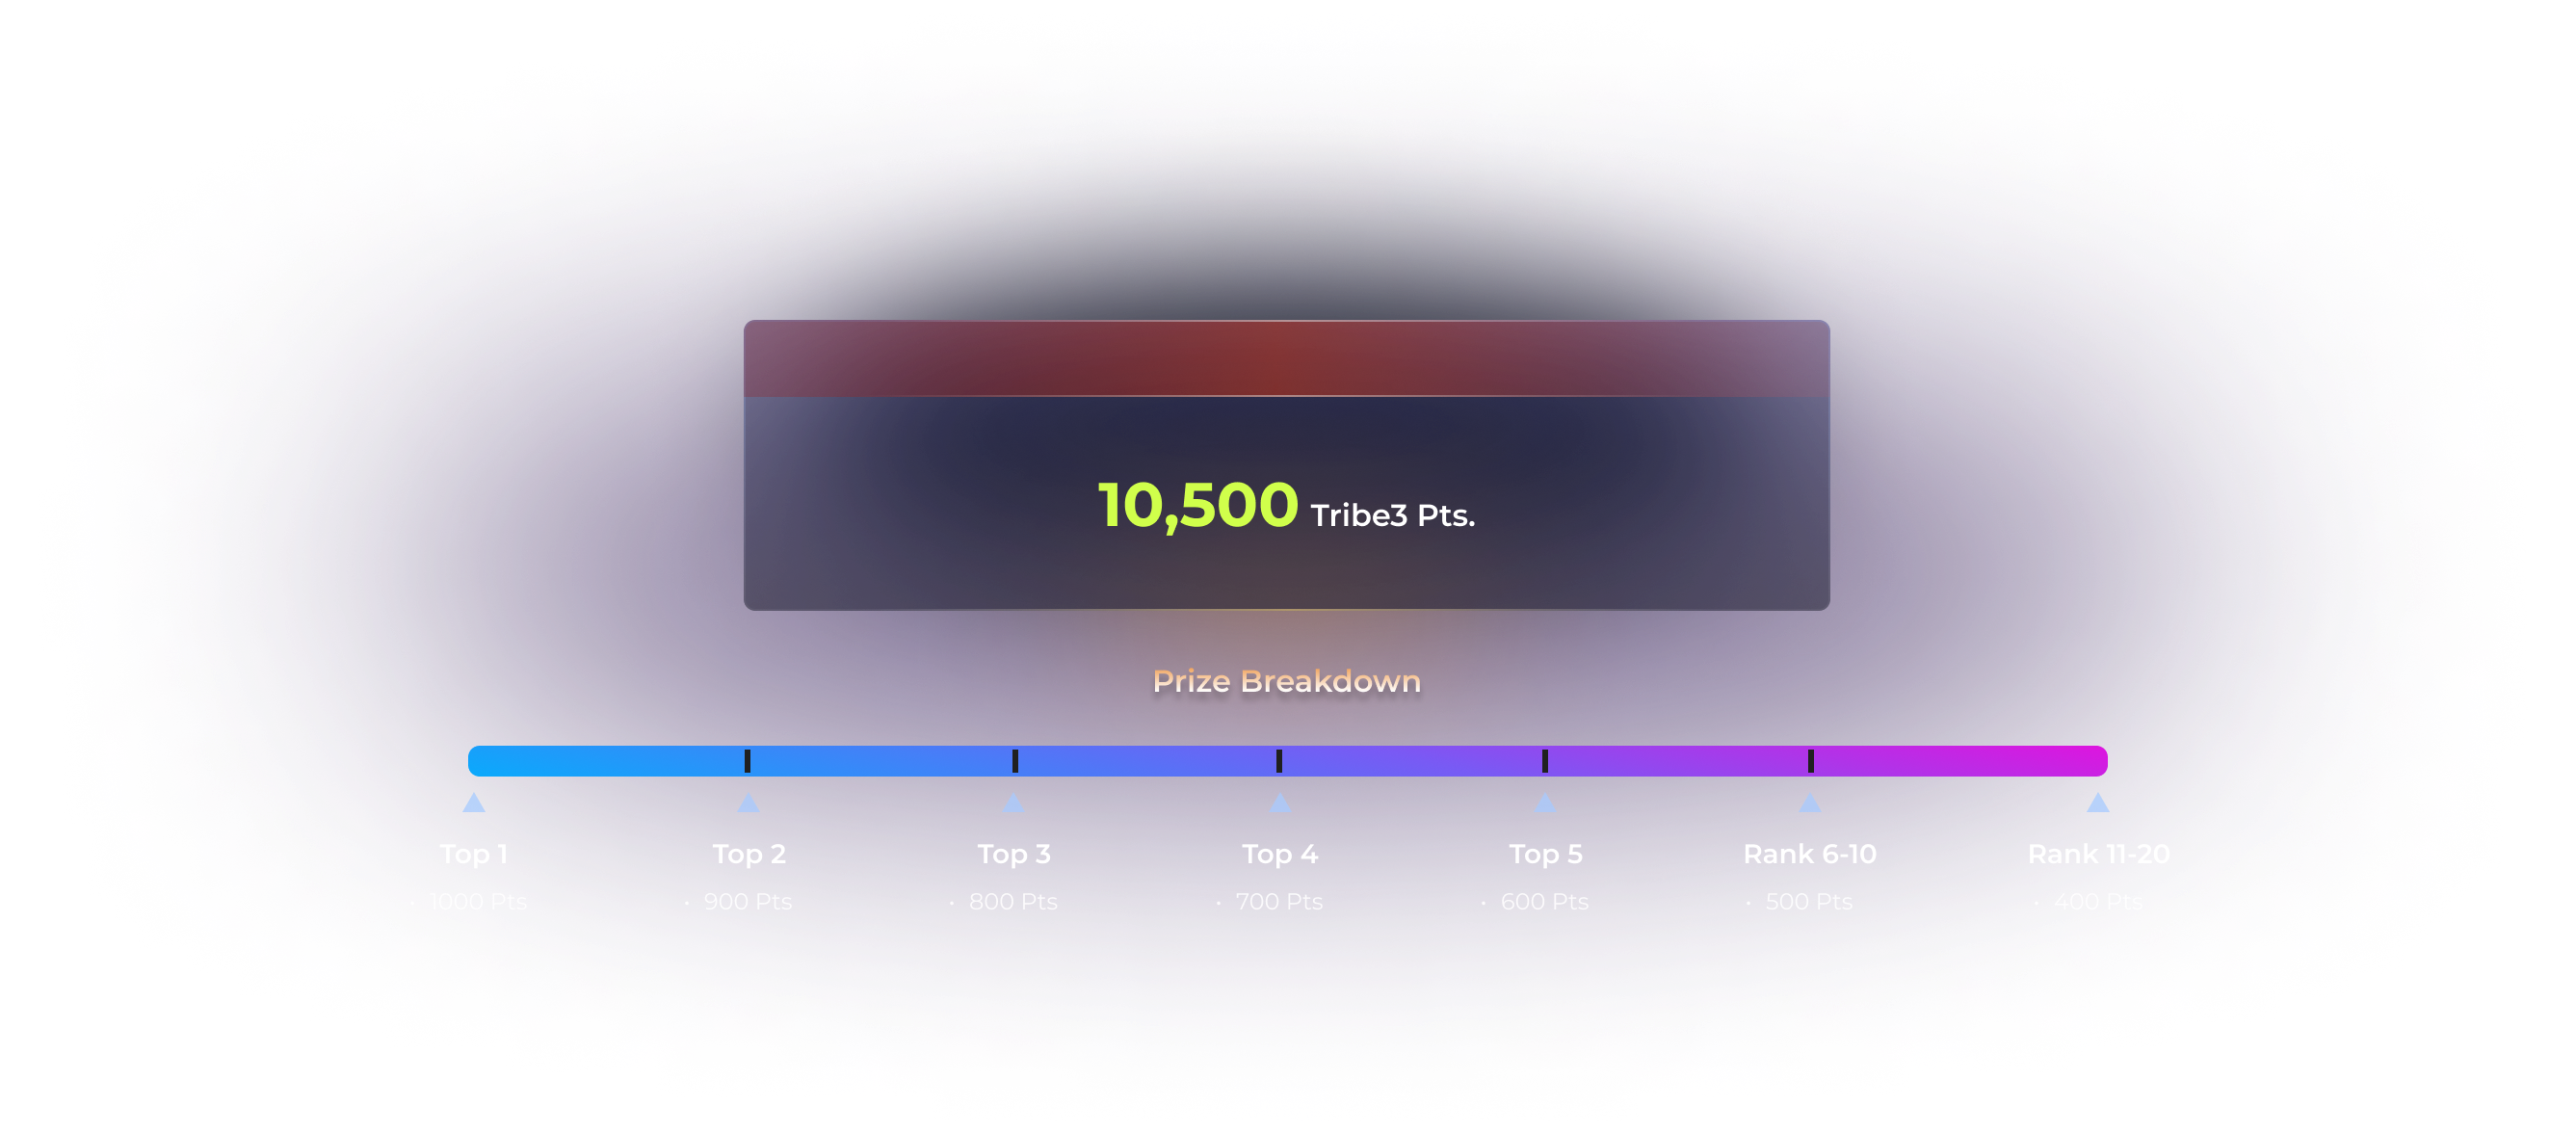 10,500 Tribe3 Pts.
Prize Breakdown
Top 1 Top 2 Top 3 Top 4 Top 5 Rank 6-10 Rank 11-20
• 1000 Pts • 900 Pts • 800 Pts • 700 Pts • 600 Pts • 500 Pts • 400 Pts